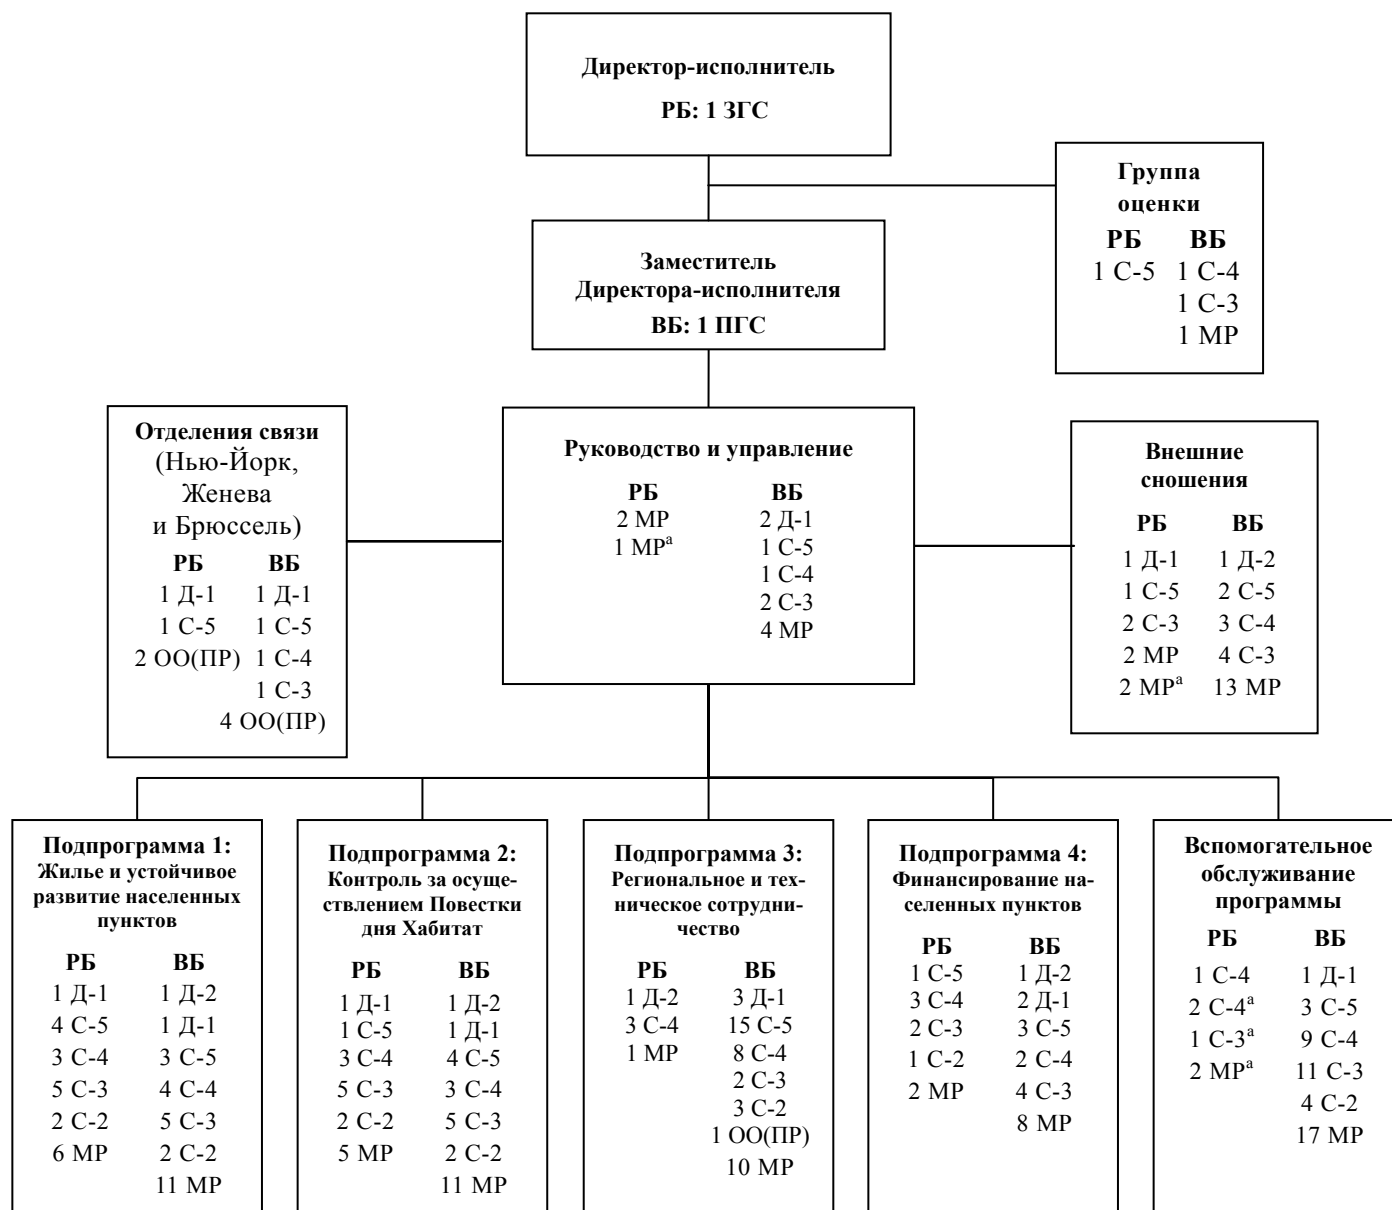 Директор-исполнитель
РБ: 1 ЗГС
Группа
оценки
РБ ВБ
1 С-5 1 С-4
1 С-3
1 МР
Заместитель
Директора-исполнителя
ВБ: 1 ПГС
Отделения связи
(Нью-Йорк,
Женева
и Брюссель)
РБ ВБ
1 Д-1 1 Д-1
1 С-5 1 С-5
2 ОО(ПР) 1 С-4
1 С-3
4 ОО(ПР)
Руководство и управление
РБ ВБ
2 МР 2 Д-1
1 МРª 1 С-5
1 С-4
2 С-3
4 МР
Внешние
сношения
РБ ВБ
1 Д-1 1 Д-2
1 С-5 2 С-5
2 С-3 3 С-4
2 МР 4 С-3
2 МРª 13 МР
Подпрограмма 1:
Жилье и устойчивое
развитие населенных
пунктов
РБ ВБ
1 Д-1 1 Д-2
4 С-5 1 Д-1
3 С-4 3 С-5
5 С-3 4 С-4
2 С-2 5 С-3
6 МР 2 С-2
11 МР
Подпрограмма 2:
Контроль за осуще-
ствлением Повестки
дня Хабитат
РБ ВБ
1 Д-1 1 Д-2
1 С-5 1 Д-1
3 С-4 4 С-5
5 С-3 3 С-4
2 С-2 5 С-3
5 МР 2 С-2
11 МР
Подпрограмма 3:
Региональное и тех-
ническое сотрудни-
чество
РБ ВБ
1 Д-2 3 Д-1
3 С-4 15 С-5
1 МР 8 С-4
2 С-3
3 С-2
1 ОО(ПР)
10 МР
Подпрограмма 4:
Финансирование на-
селенных пунктов
РБ ВБ
1 С-5 1 Д-2
3 С-4 2 Д-1
2 С-3 3 С-5
1 С-2 2 С-4
2 МР 4 С-3
8 МР
Вспомогательное
обслуживание
программы
РБ ВБ
1 С-4 1 Д-1
2 С-4ª 3 С-5
1 С-3ª 9 С-4
2 МРª 11 С-3
4 С-2
17 МР